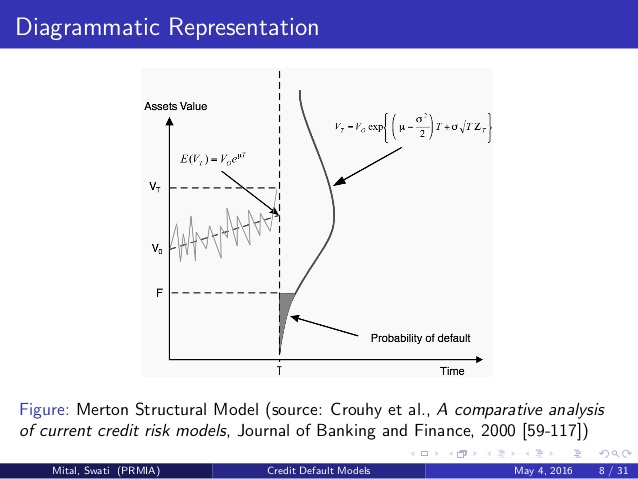 Diagrammatic Representation
Assets Value
V_T = V_O exp{ ( μ − σ²/2 ) T + σ√T Z_T }
E(V_T) = V_O e^{μT}
V_T
V_0
F
Probability of default
T
Time
Figure: Merton Structural Model (source: Crouhy et al., A comparative analysis
of current credit risk models, Journal of Banking and Finance, 2000 [59-117])
Mital, Swati (PRMIA) Credit Default Models May 4, 2016 8 / 31